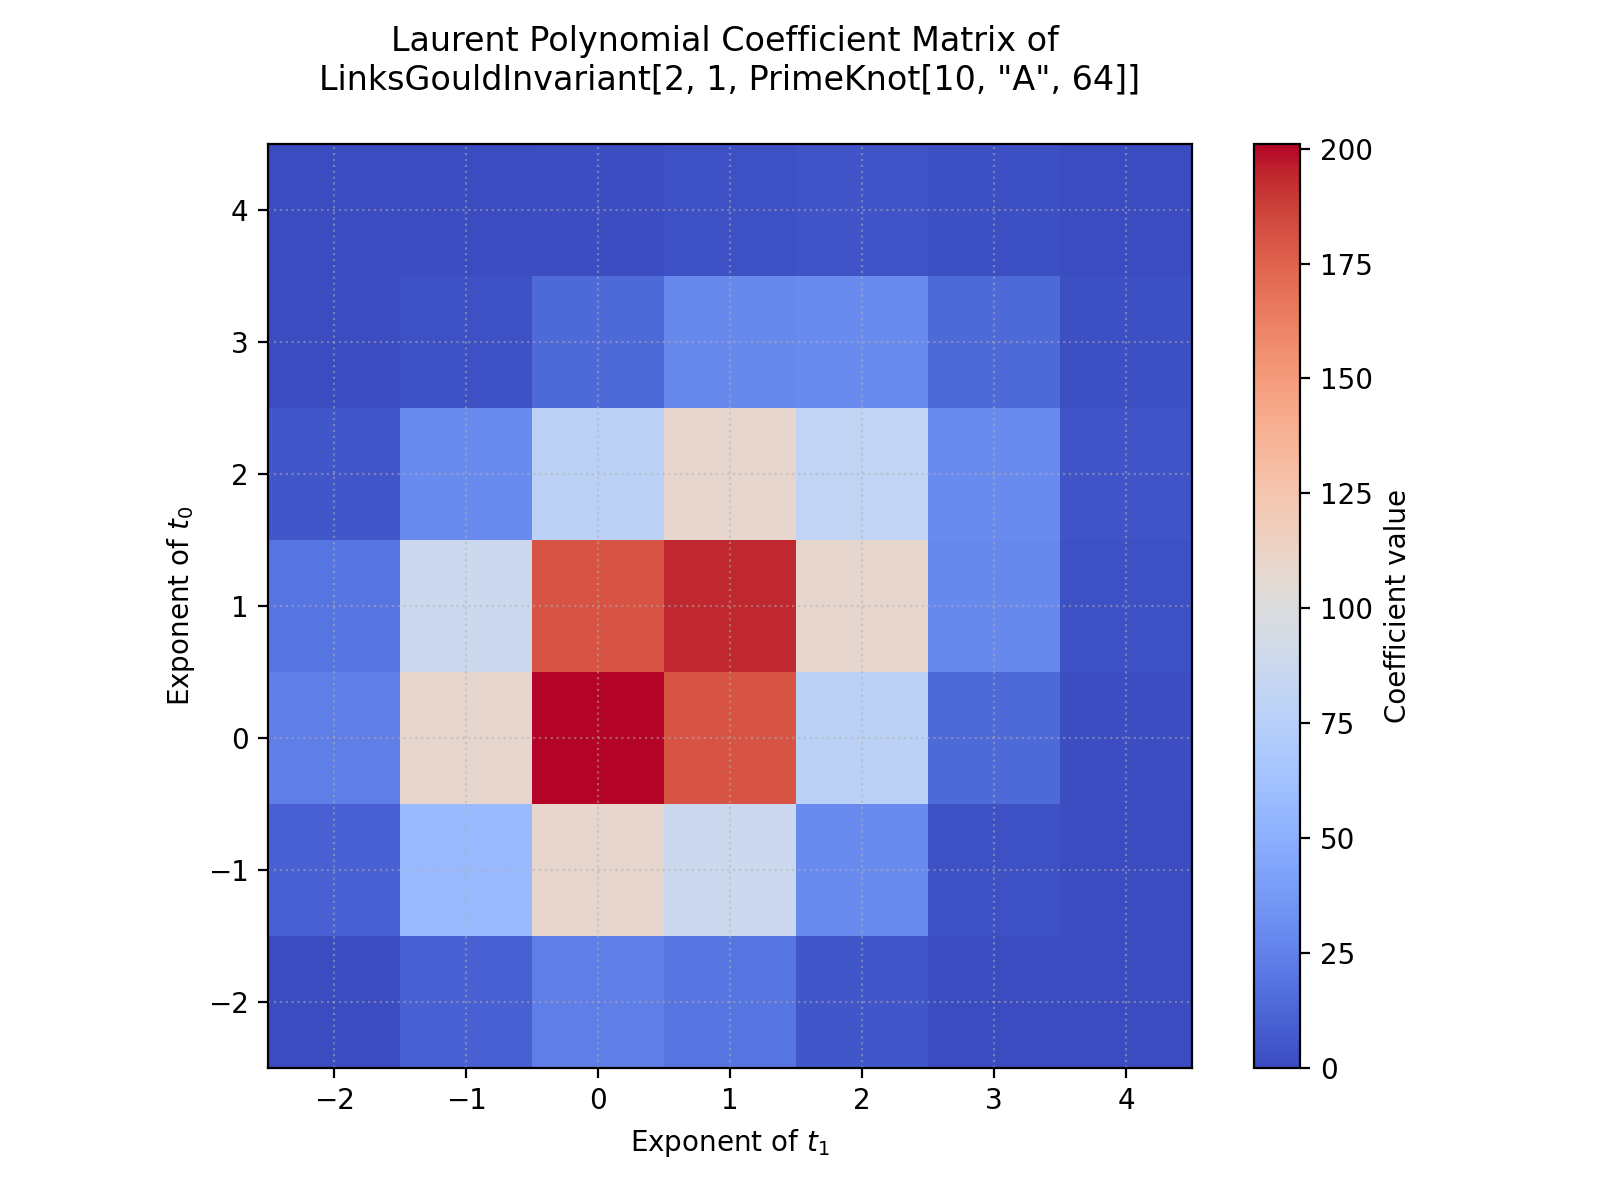 Laurent Polynomial Coefficient Matrix of
LinksGouldInvariant[2, 1, PrimeKnot[10, "A", 64]]
4
3
2
1
0
−1
−2
Exponent of t₀
−2 −1 0 1 2 3 4
Exponent of t₁
200
175
150
125
100
75
50
25
0
Coefficient value